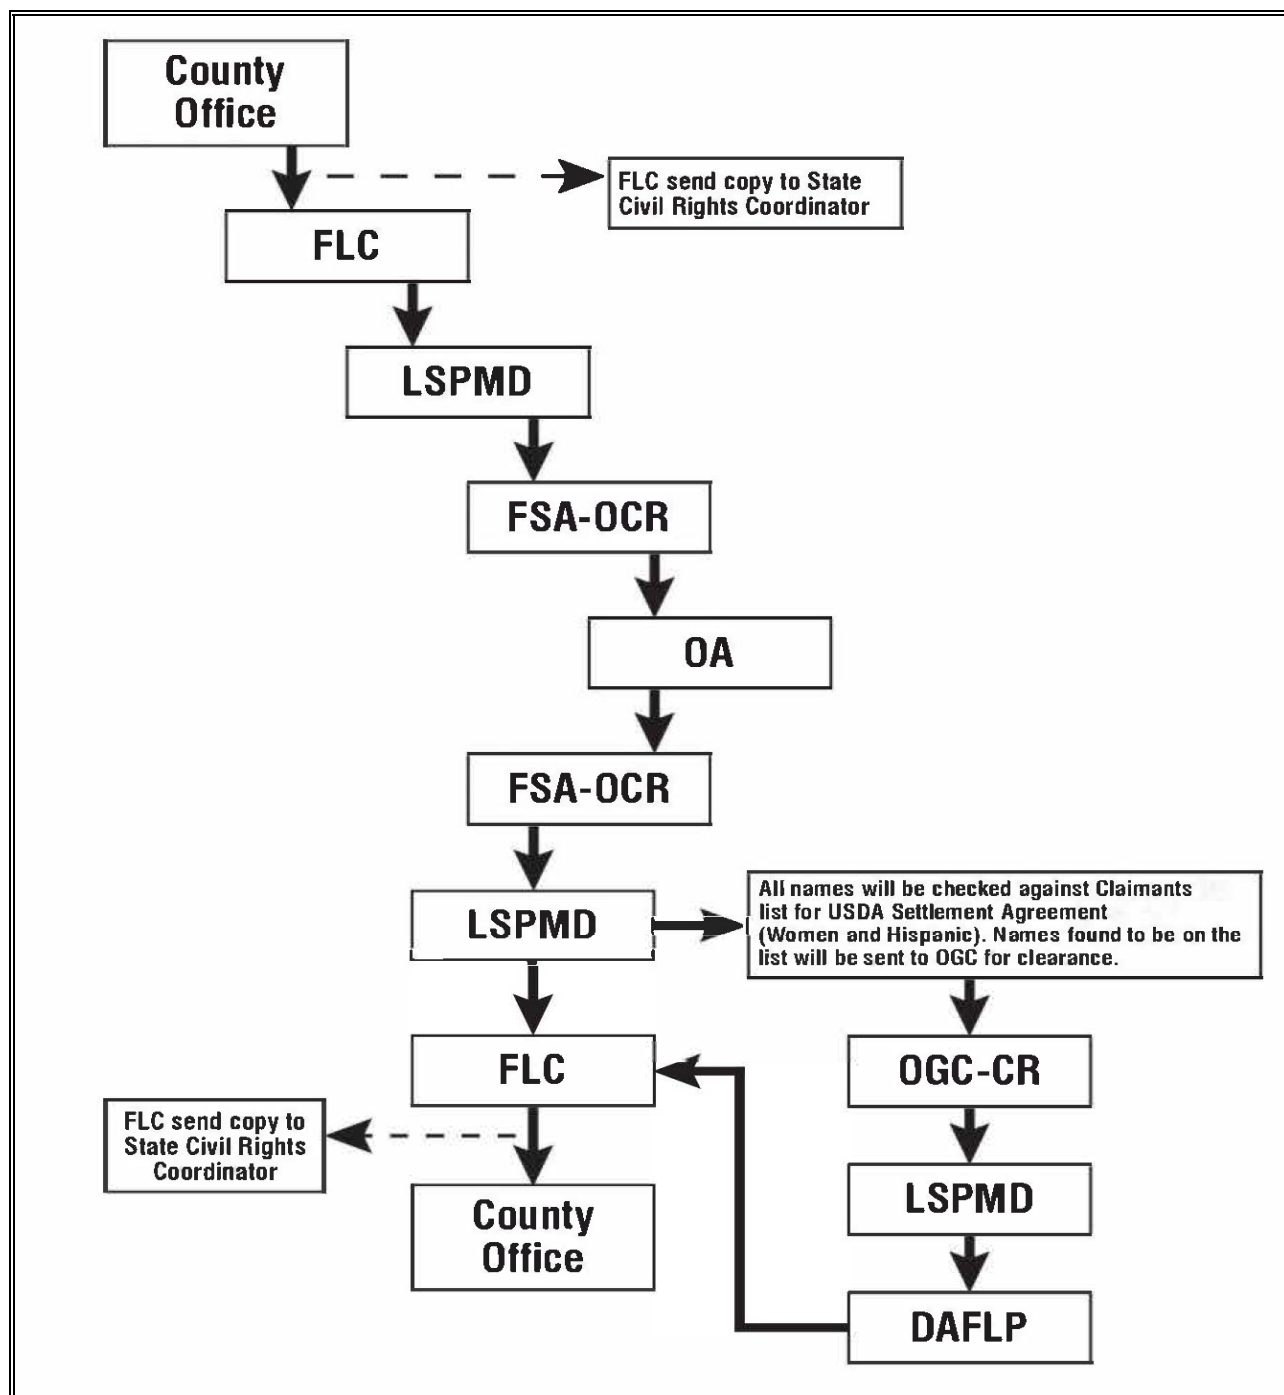 County
Office
FLC send copy to State
Civil Rights Coordinator
FLC
LSPMD
FSA-OCR
OA
FSA-OCR
LSPMD
All names will be checked against Claimants
list for USDA Settlement Agreement
(Women and Hispanic). Names found to be on the
list will be sent to OGC for clearance.
FLC
OGC-CR
FLC send copy to
State Civil Rights
Coordinator
LSPMD
County
Office
DAFLP